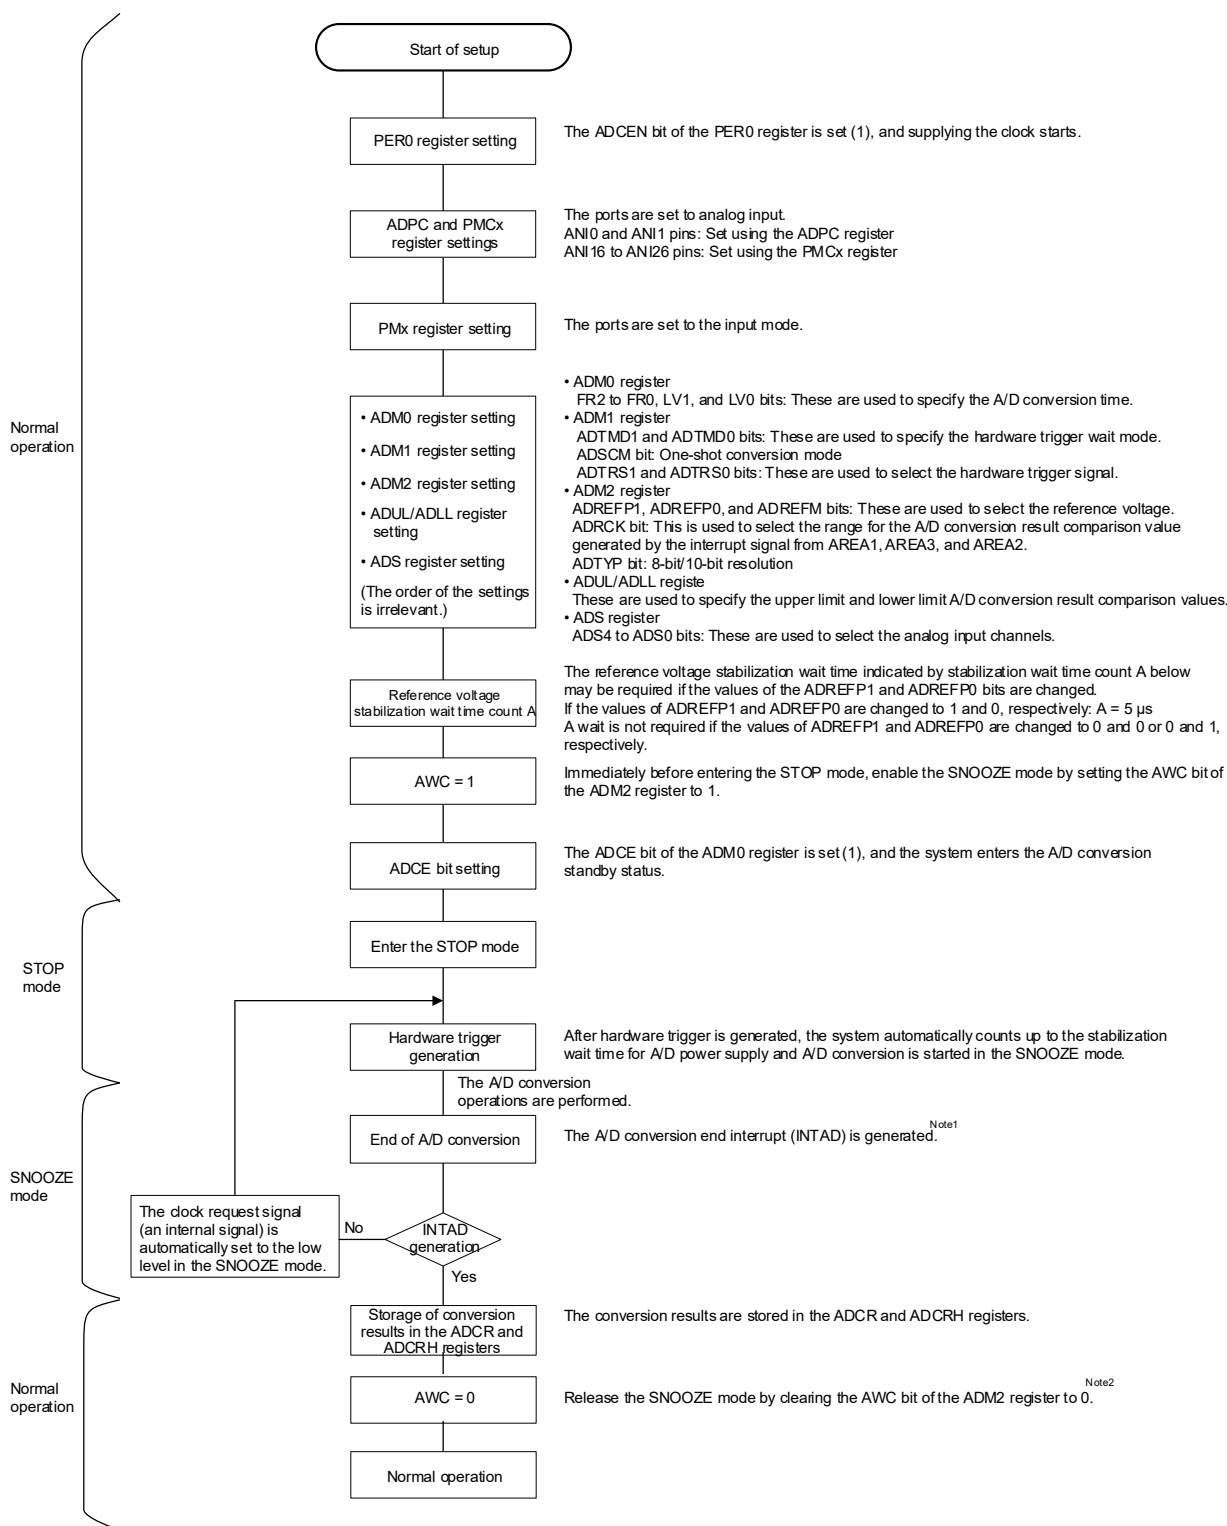 Start of setup
PER0 register setting
The ADCEN bit of the PER0 register is set (1), and supplying the clock starts.
ADPC and PMCx
register settings
The ports are set to analog input.
ANI0 and ANI1 pins: Set using the ADPC register
ANI16 to ANI26 pins: Set using the PMCx register
PMx register setting
The ports are set to the input mode.
Normal
operation
• ADM0 register setting
• ADM1 register setting
• ADM2 register setting
• ADUL/ADLL register
setting
• ADS register setting
(The order of the settings
is irrelevant.)
• ADM0 register
FR2 to FR0, LV1, and LV0 bits: These are used to specify the A/D conversion time.
• ADM1 register
ADTMD1 and ADTMD0 bits: These are used to specify the hardware trigger wait mode.
ADSCM bit: One-shot conversion mode
ADTRS1 and ADTRS0 bits: These are used to select the hardware trigger signal.
• ADM2 register
ADREFP1, ADREFP0, and ADREFM bits: These are used to select the reference voltage.
ADRCK bit: This is used to select the range for the A/D conversion result comparison value
generated by the interrupt signal from AREA1, AREA3, and AREA2.
ADTYP bit: 8-bit/10-bit resolution
• ADUL/ADLL registe
These are used to specify the upper limit and lower limit A/D conversion result comparison values.
• ADS register
ADS4 to ADS0 bits: These are used to select the analog input channels.
Reference voltage
stabilization wait time count A
The reference voltage stabilization wait time indicated by stabilization wait time count A below
may be required if the values of the ADREFP1 and ADREFP0 bits are changed.
If the values of ADREFP1 and ADREFP0 are changed to 1 and 0, respectively: A = 5 µs
A wait is not required if the values of ADREFP1 and ADREFP0 are changed to 0 and 0 or 0 and 1,
respectively.
AWC = 1
Immediately before entering the STOP mode, enable the SNOOZE mode by setting the AWC bit of
the ADM2 register to 1.
ADCE bit setting
The ADCE bit of the ADM0 register is set (1), and the system enters the A/D conversion
standby status.
STOP
mode
Enter the STOP mode
Hardware trigger
generation
After hardware trigger is generated, the system automatically counts up to the stabilization
wait time for A/D power supply and A/D conversion is started in the SNOOZE mode.
The A/D conversion
operations are performed.
SNOOZE
mode
End of A/D conversion
The A/D conversion end interrupt (INTAD) is generated.Note1
The clock request signal
(an internal signal) is
automatically set to the low
level in the SNOOZE mode.
No
INTAD
generation
Yes
Normal
operation
Storage of conversion
results in the ADCR and
ADCRH registers
The conversion results are stored in the ADCR and ADCRH registers.
AWC = 0
Release the SNOOZE mode by clearing the AWC bit of the ADM2 register to 0.Note2
Normal operation